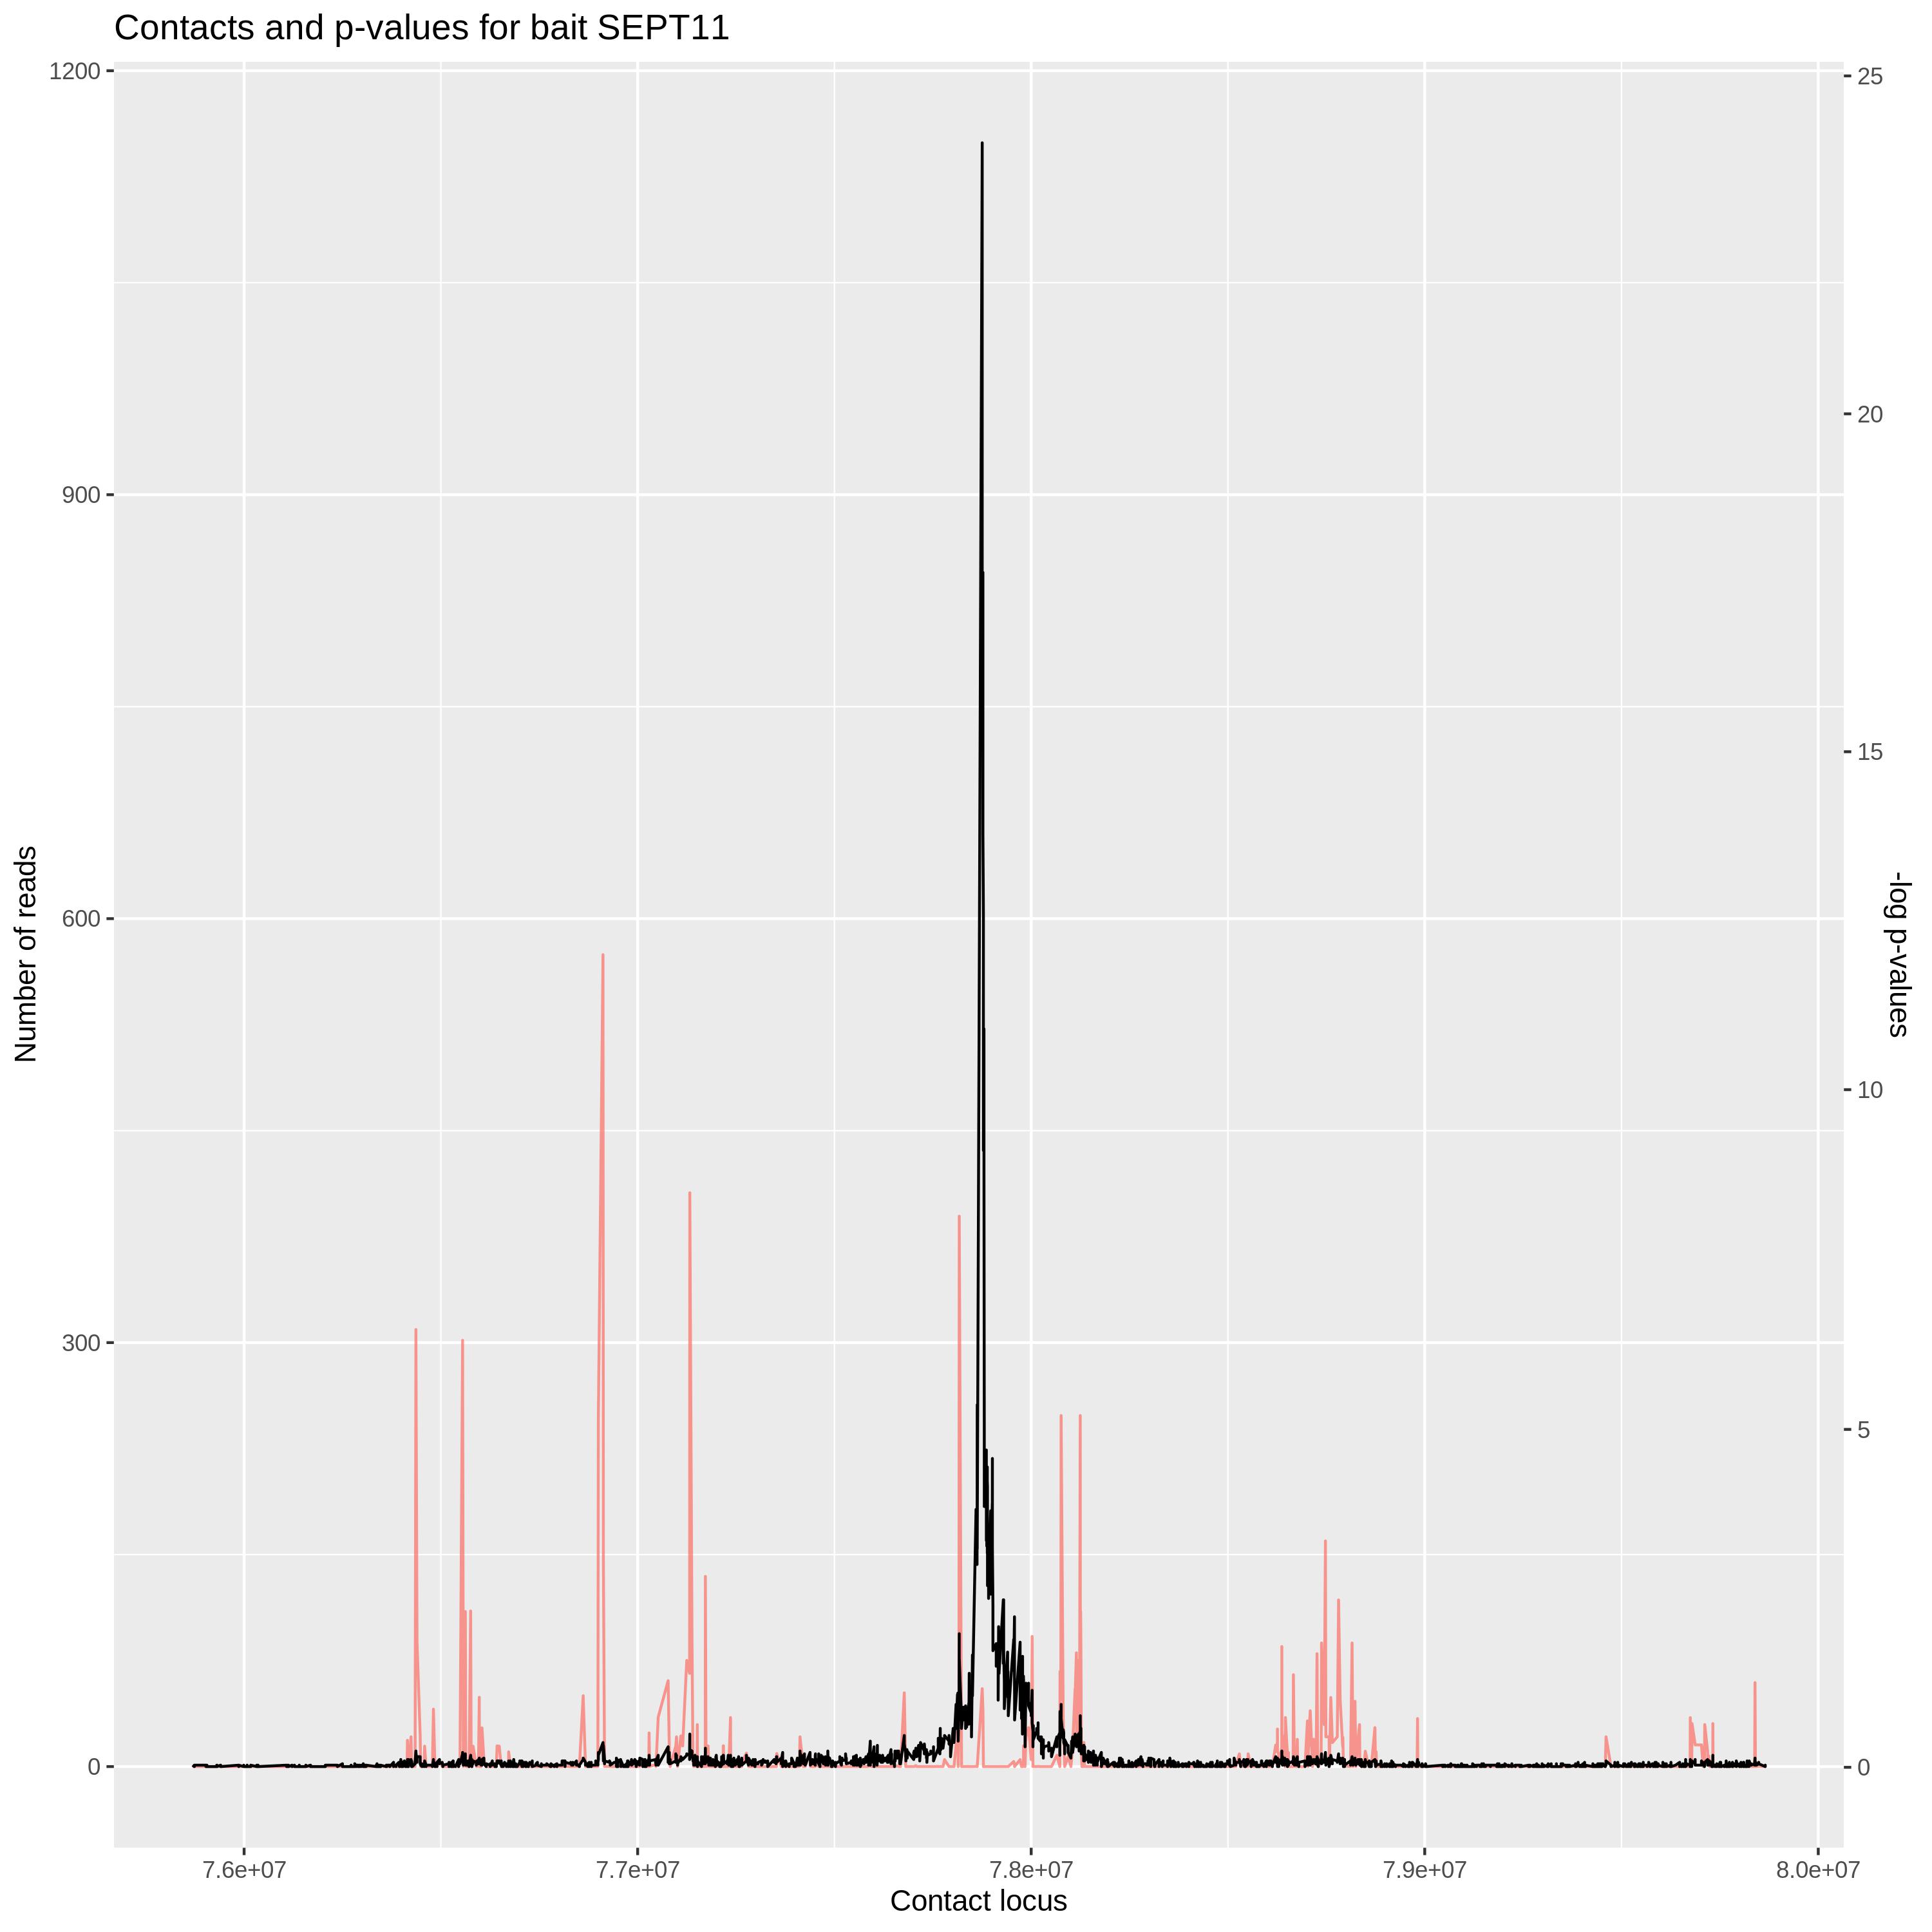 Contacts and p-values for bait SEPT11
1200
900
600
300
0
Number of reads
25
20
15
10
5
0
-log p-values
7.6e+07
7.7e+07
7.8e+07
7.9e+07
8.0e+07
Contact locus